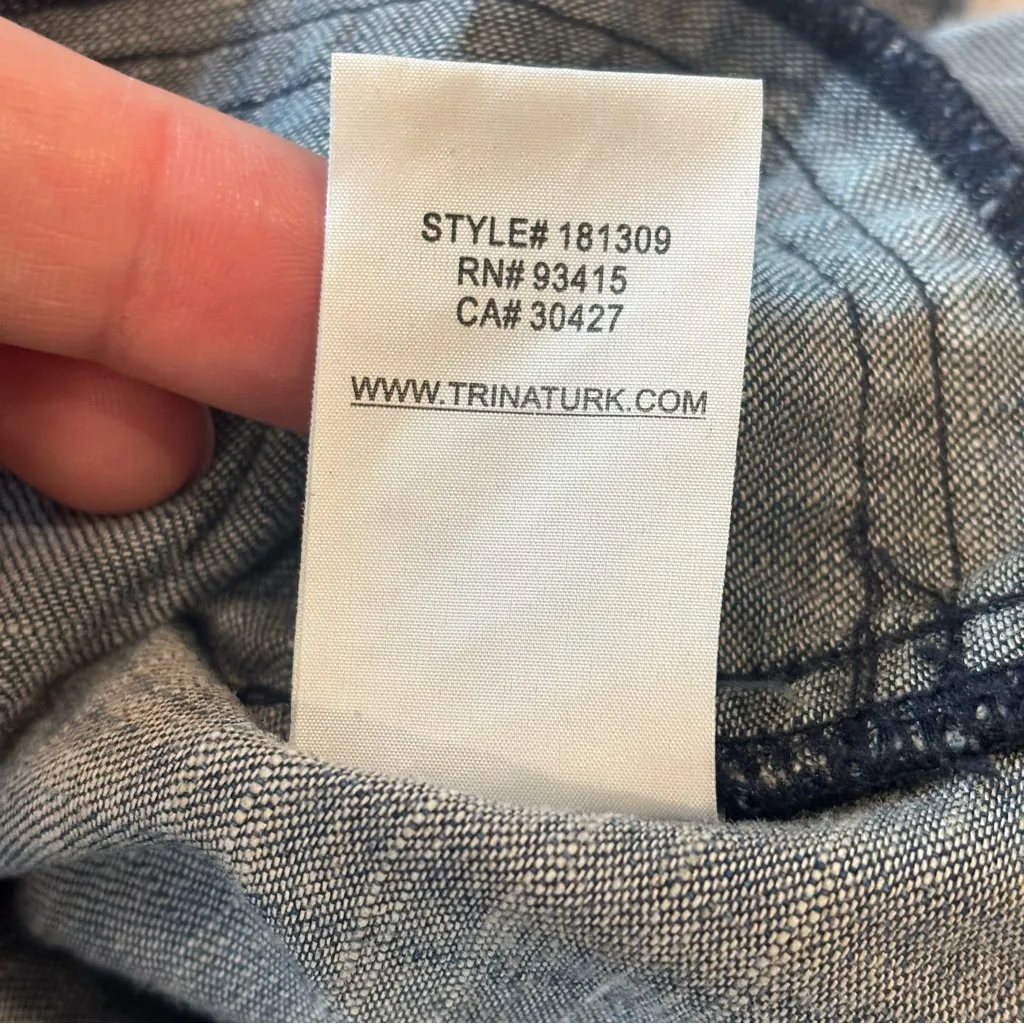 STYLE# 181309
RN# 93415
CA# 30427
WWW.TRINATURK.COM